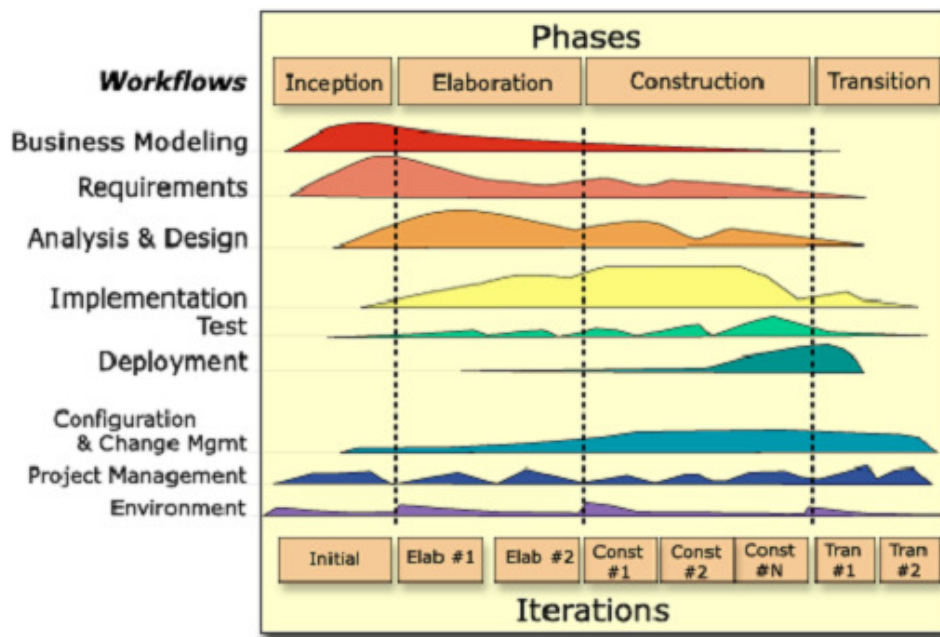 Phases
Workflows Inception Elaboration Construction Transition
Business Modeling
Requirements
Analysis & Design
Implementation
Test
Deployment
Configuration
& Change Mgmt
Project Management
Environment
Initial Elab #1 Elab #2 Const #1 Const #2 Const #N Tran #1 Tran #2
Iterations